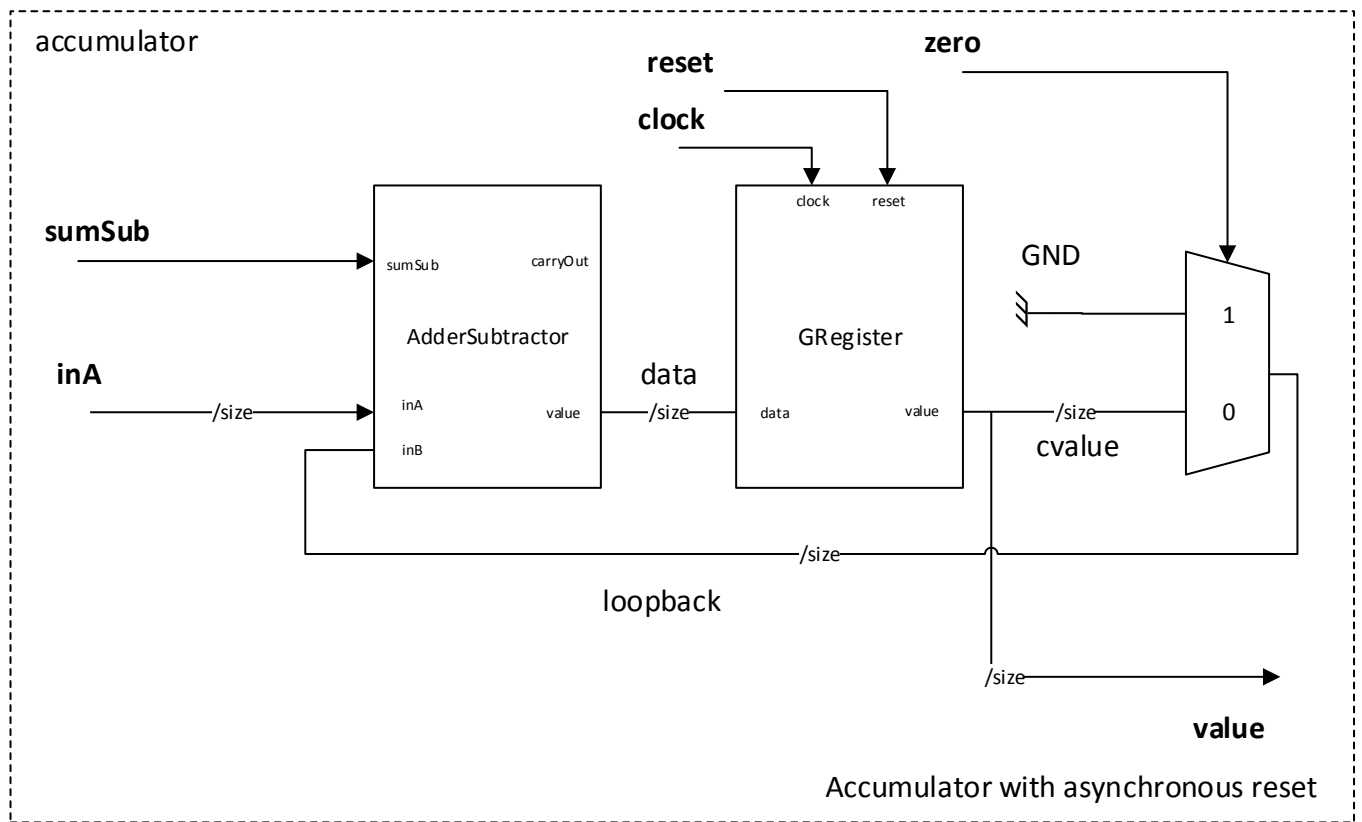 accumulator
zero
reset
clock
clock reset
sumSub
sumSub carryOut
GND
1
AdderSubtractor
GRegister
inA
data
/size
inA
value
/size
data
value
/size
0
inB
cvalue
/size
loopback
/size
value
Accumulator with asynchronous reset